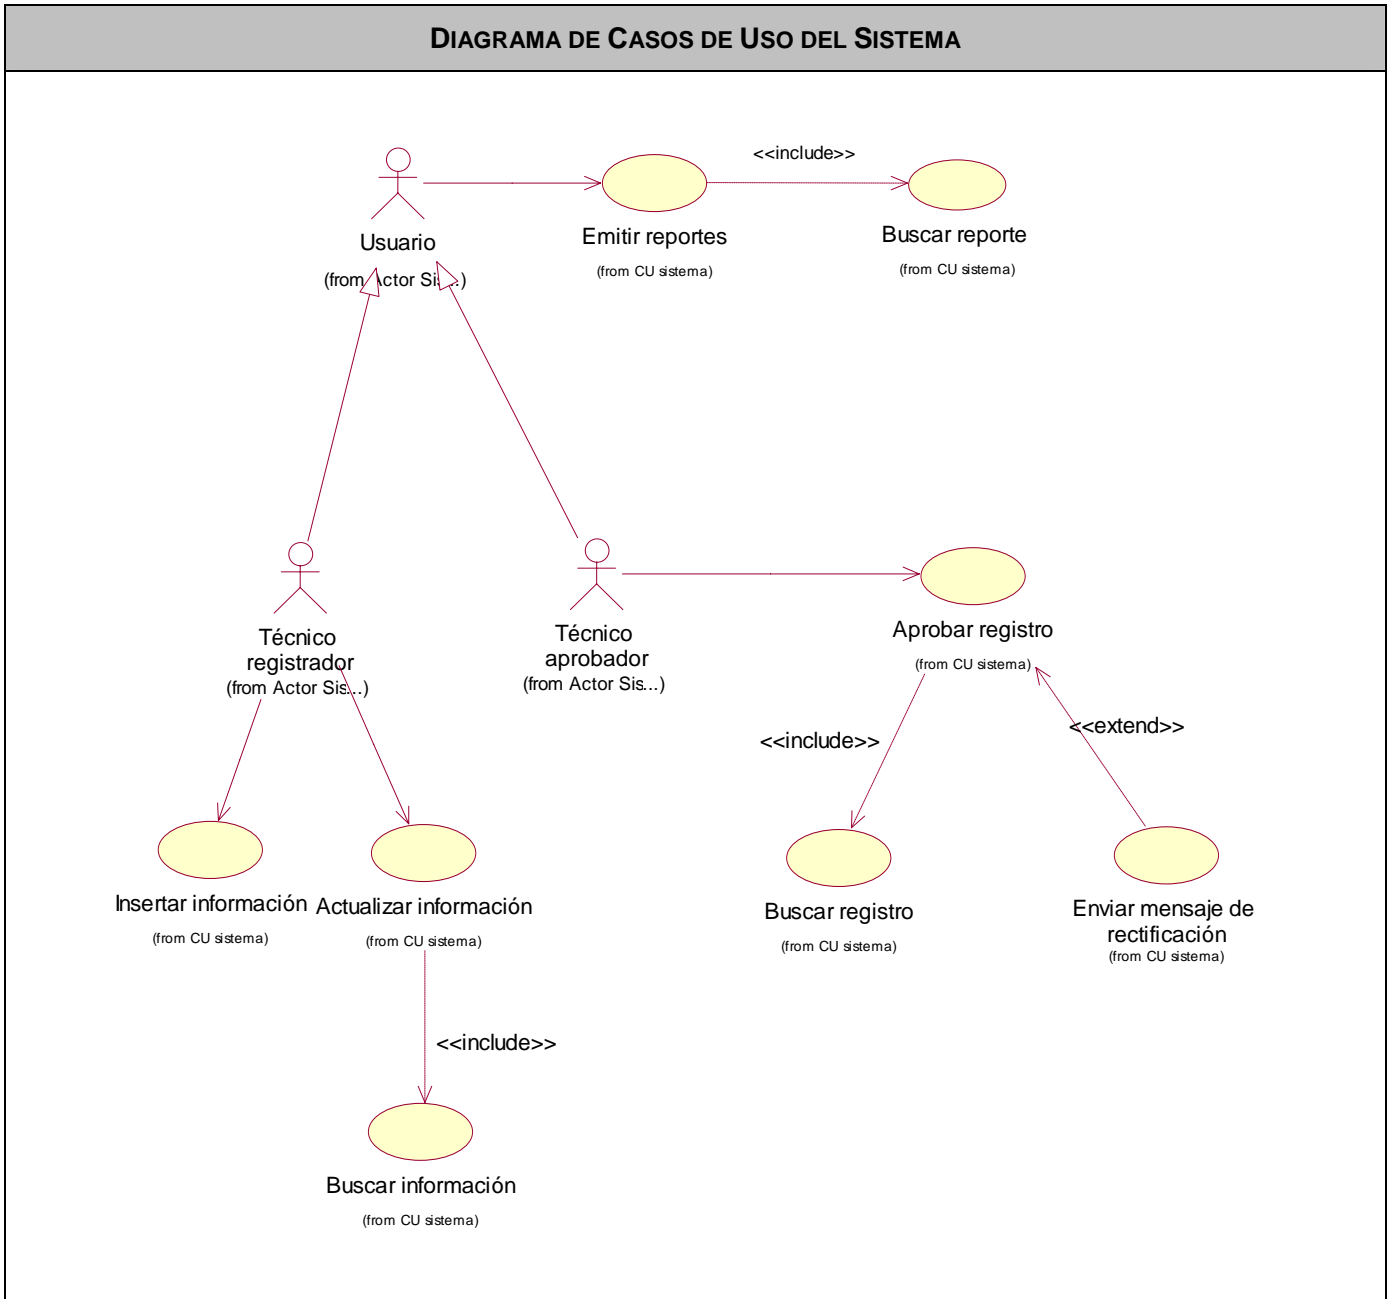 DIAGRAMA DE CASOS DE USO DEL SISTEMA
<<include>>
Usuario
(from Actor Sis...)
Emitir reportes
(from CU sistema)
Buscar reporte
(from CU sistema)
Técnico
registrador
(from Actor Sis...)
Técnico
aprobador
(from Actor Sis...)
Aprobar registro
(from CU sistema)
<<include>>
<<extend>>
Insertar información
(from CU sistema)
Actualizar información
(from CU sistema)
Buscar registro
(from CU sistema)
Enviar mensaje de
rectificación
(from CU sistema)
<<include>>
Buscar información
(from CU sistema)